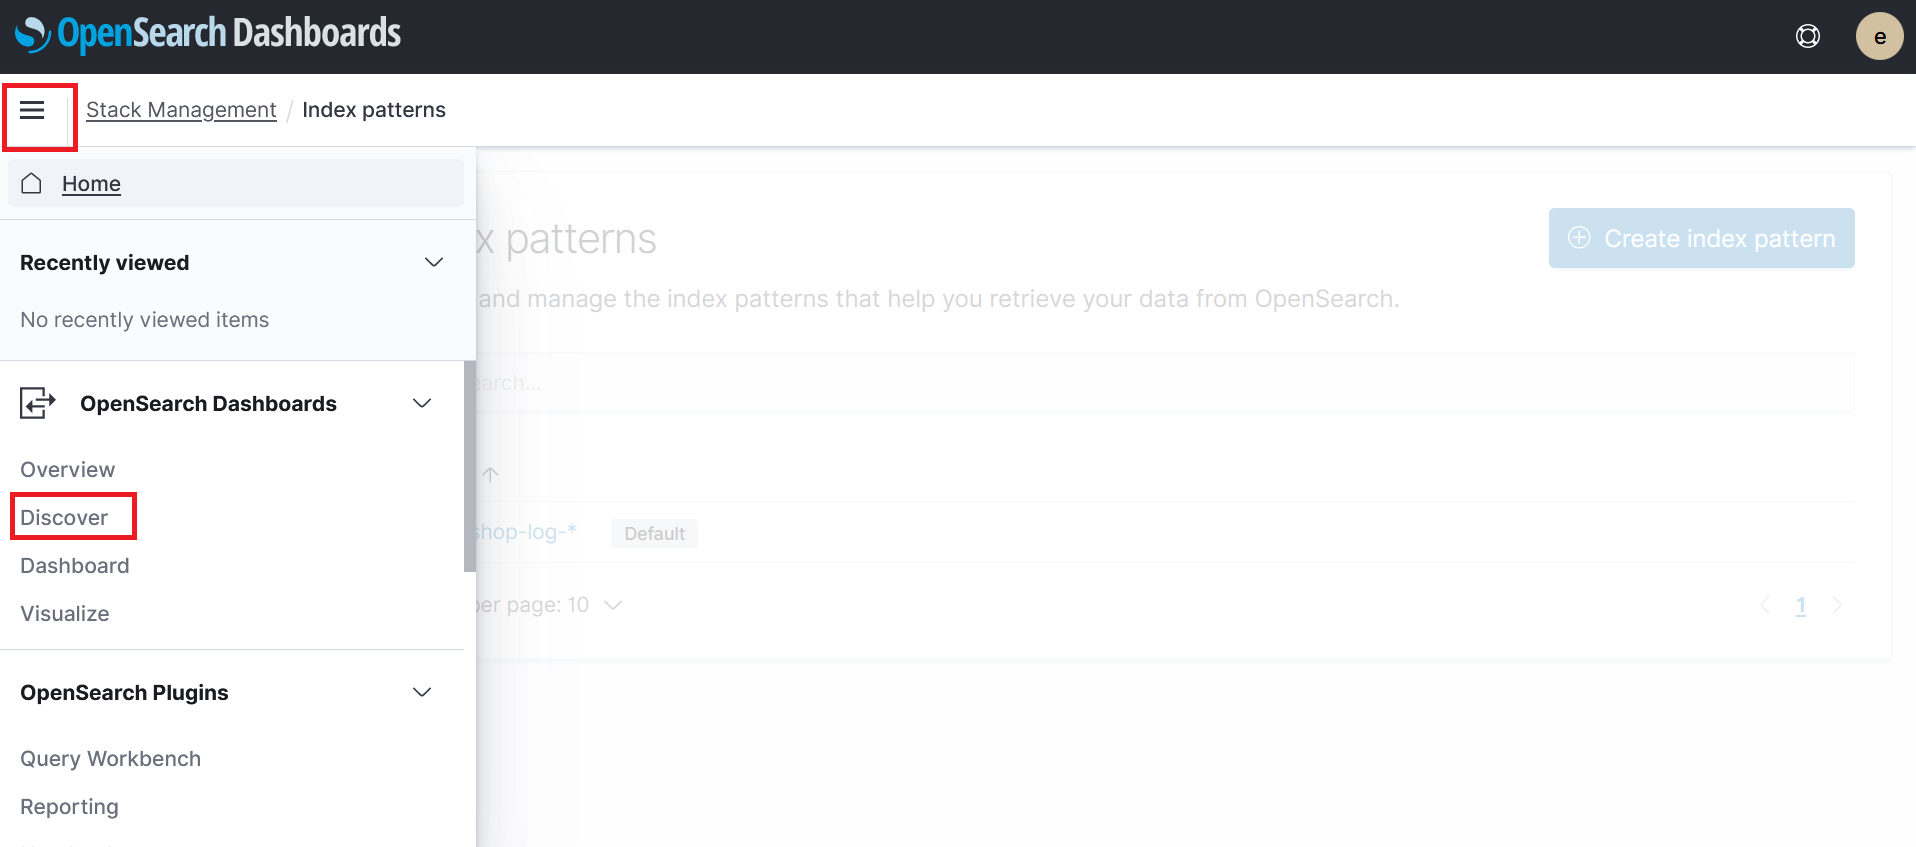 OpenSearch Dashboards
e
Stack Management / Index patterns
Home
Recently viewed
No recently viewed items
OpenSearch Dashboards
Overview
Discover
Dashboard
Visualize
OpenSearch Plugins
Query Workbench
Reporting
x patterns
Create index pattern
and manage the index patterns that help you retrieve your data from OpenSearch.
earch...
shop-log-*
Default
per page: 10
1